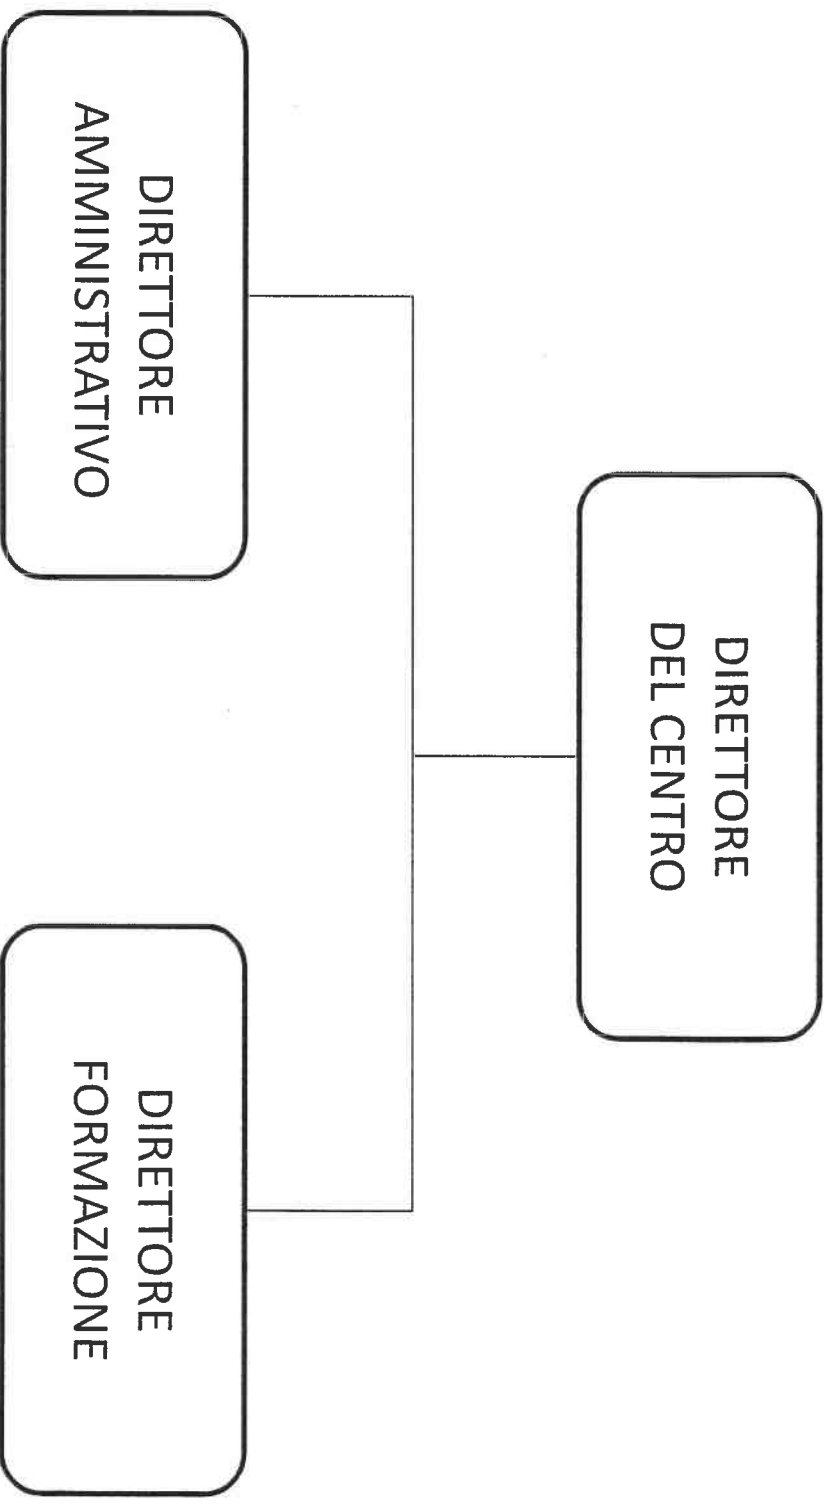 DIRETTORE
DEL CENTRO
DIRETTORE
AMMINISTRATIVO
DIRETTORE
FORMAZIONE